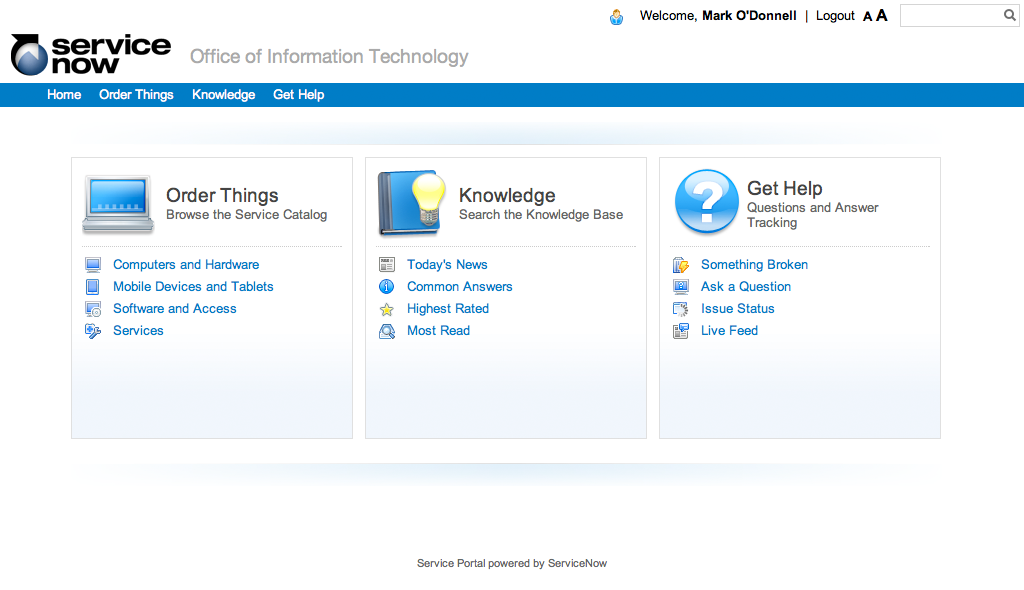 Welcome, Mark O'Donnell | Logout A A
service
now
Office of Information Technology
Home Order Things Knowledge Get Help
Order Things
Browse the Service Catalog
Computers and Hardware
Mobile Devices and Tablets
Software and Access
Services
Knowledge
Search the Knowledge Base
Today's News
Common Answers
Highest Rated
Most Read
?
Get Help
Questions and Answer
Tracking
Something Broken
Ask a Question
Issue Status
Live Feed
Service Portal powered by ServiceNow